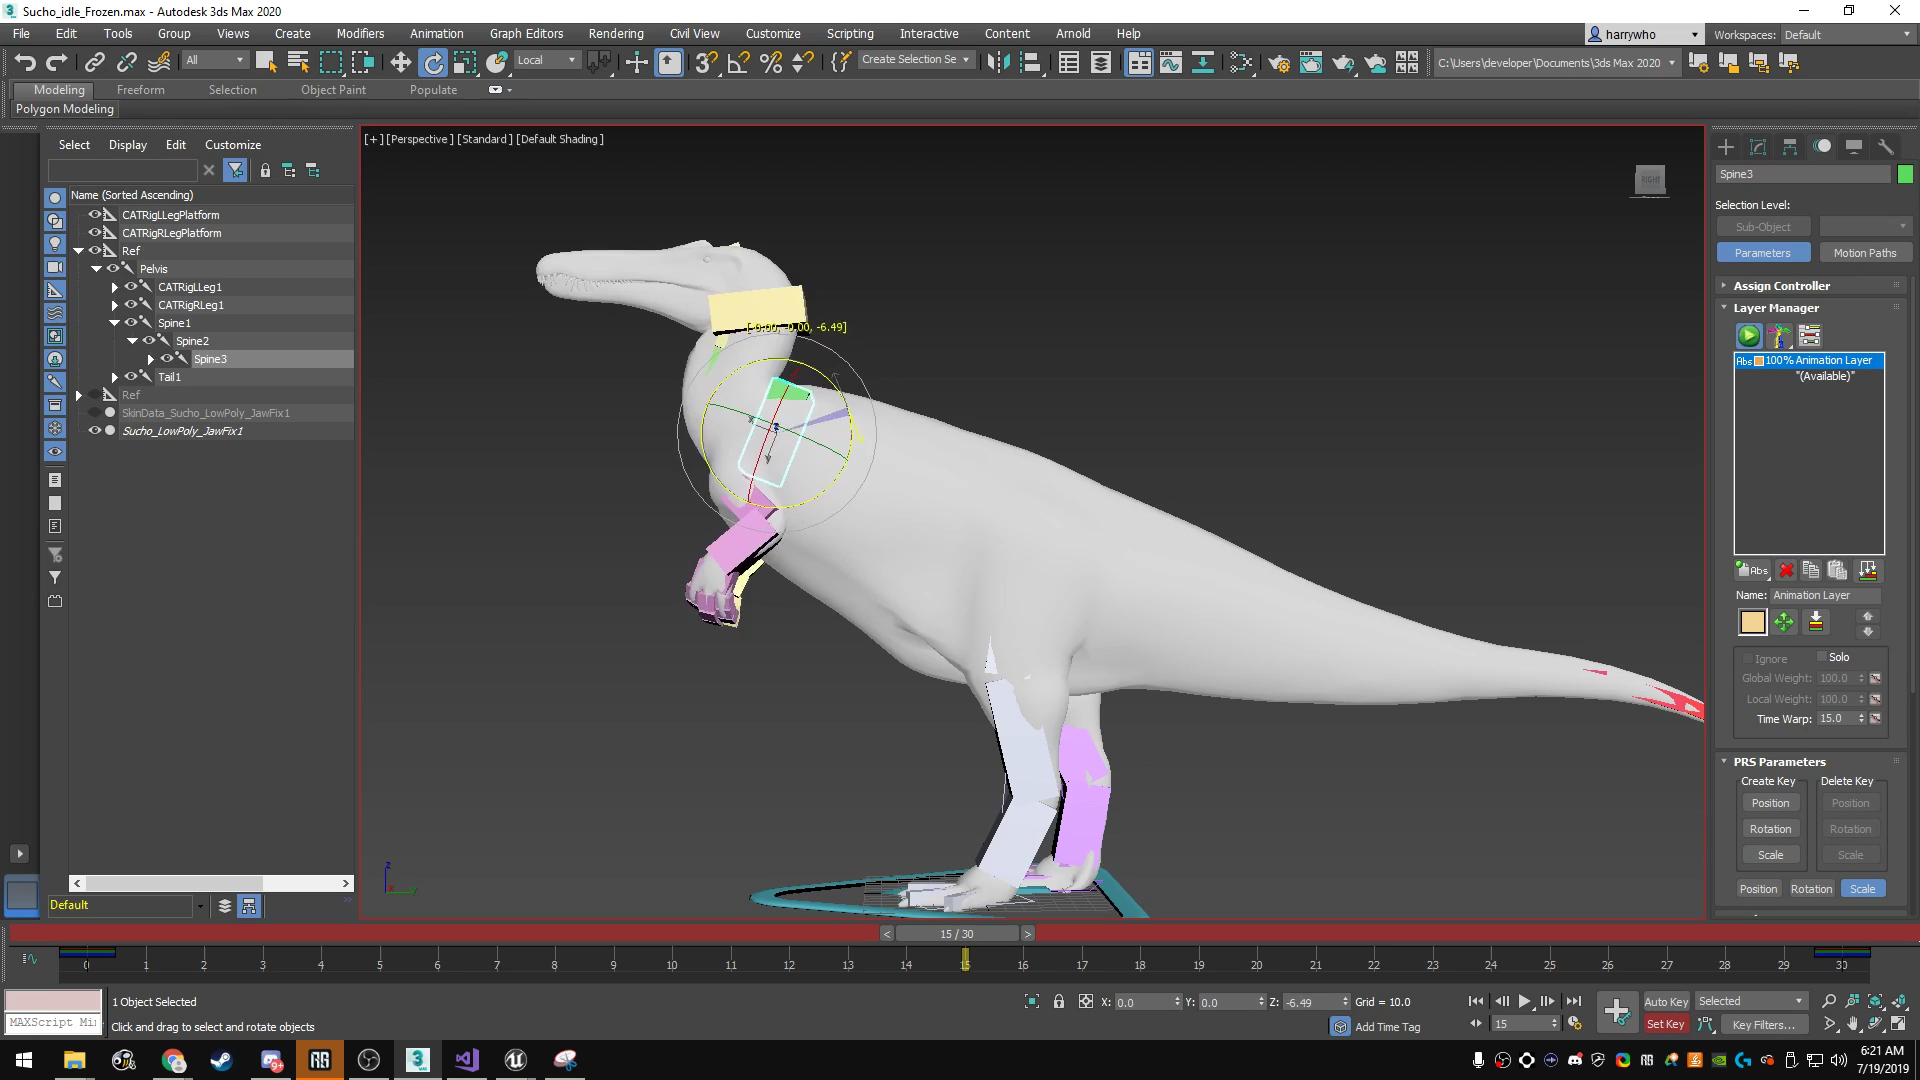 Sucho_idle_Frozen.max - Autodesk 3ds Max 2020
File Edit Tools Group Views Create Modifiers Animation Graph Editors Rendering Civil View Customize Scripting Interactive Content Arnold Help
harrywho Workspaces: Default
All Local Create Selection Se C:\Users\developer\Documents\3ds Max 2020
Modeling Freeform Selection Object Paint Populate
Polygon Modeling
Select Display Edit Customize
Name (Sorted Ascending)
CATRigLLegPlatform
CATRigRLegPlatform
Ref
Pelvis
CATRigLLeg1
CATRigRLeg1
Spine1
Spine2
Spine3
Tail1
Ref
SkinData_Sucho_LowPoly_JawFix1
Sucho_LowPoly_JawFix1
Default
[+] [Perspective] [Standard] [Default Shading]
RIGHT
[-0.00, -0.00, -6.49]
z
Spine3
Selection Level:
Sub-Object
Parameters Motion Paths
Assign Controller
Layer Manager
Abs 100% Animation Layer
"(Available)"
Abs
Name: Animation Layer
Ignore Solo
Global Weight: 100.0
Local Weight: 100.0
Time Warp: 15.0
PRS Parameters
Create Key Delete Key
Position Position
Rotation Rotation
Scale Scale
Position Rotation Scale
< 15 / 30 >
0 1 2 3 4 5 6 7 8 9 10 11 12 13 14 15 16 17 18 19 20 21 22 23 24 25 26 27 28 29 30
1 Object Selected
X: 0.0 Y: 0.0 Z: -6.49 Grid = 10.0
Auto Key Selected
MAXScript Mi
Click and drag to select and rotate objects
Add Time Tag
15
Set Key Key Filters...
6:21 AM
7/19/2019